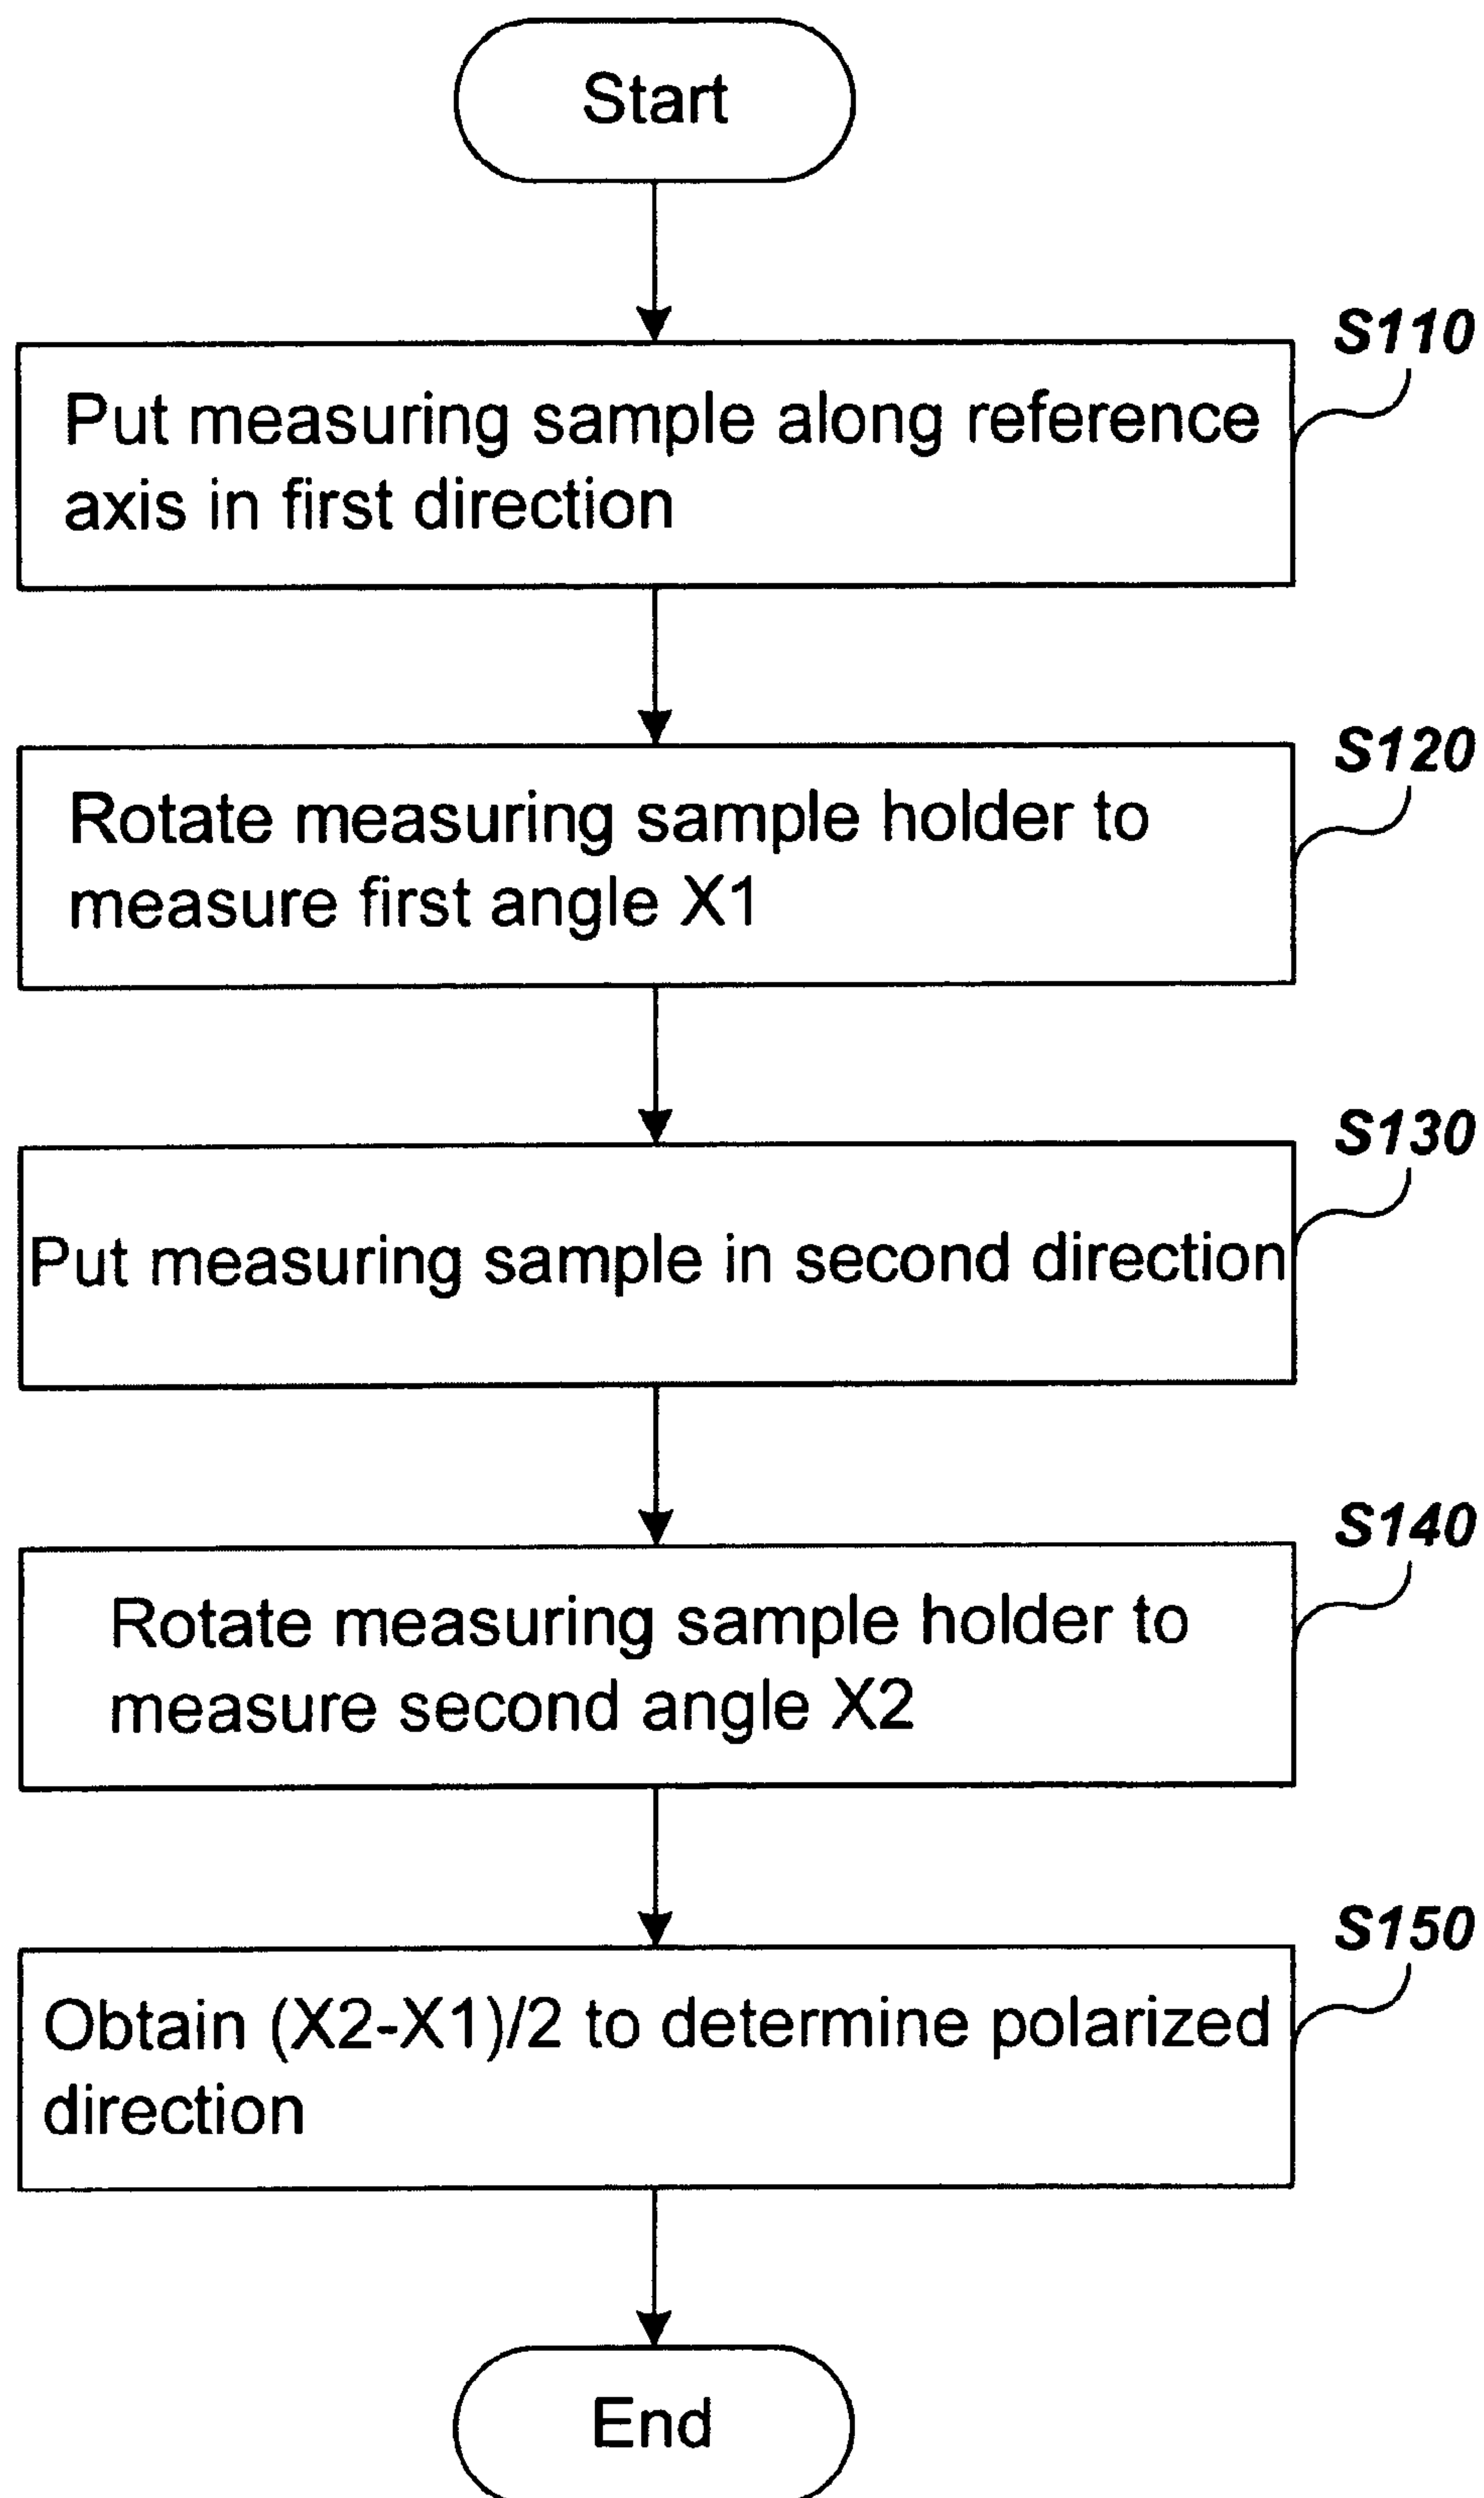 Start
S110
Put measuring sample along reference
axis in first direction
S120
Rotate measuring sample holder to
measure first angle X1
S130
Put measuring sample in second direction
S140
Rotate measuring sample holder to
measure second angle X2
S150
Obtain (X2-X1)/2 to determine polarized
direction
End